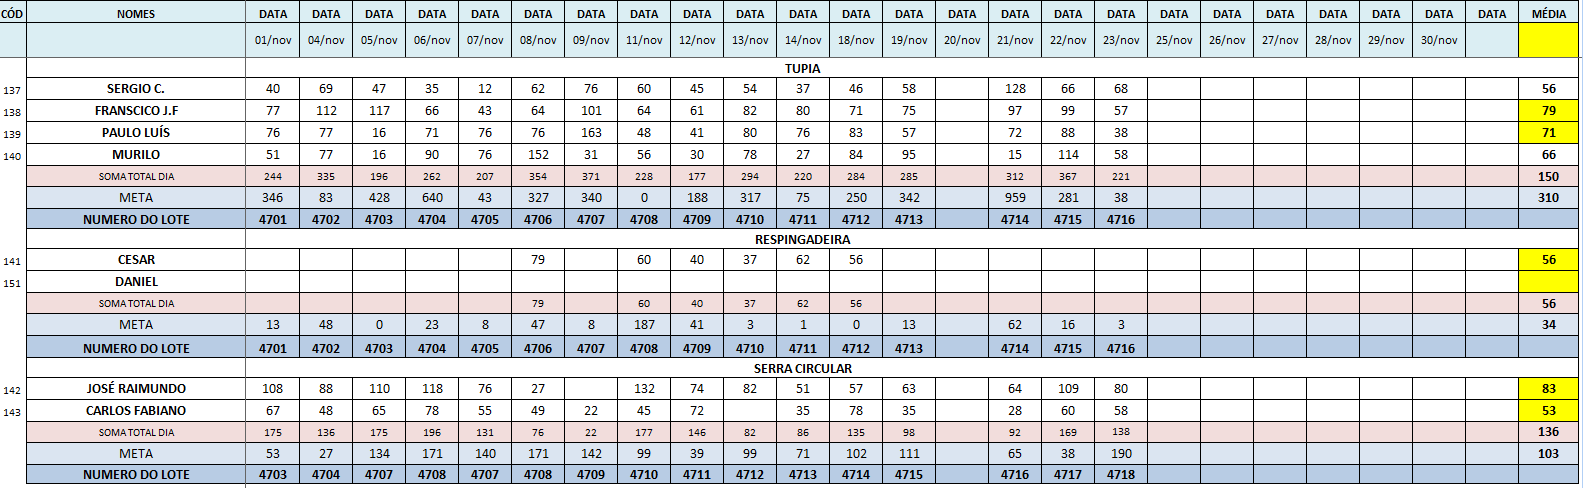 CÓD NOMES DATA DATA DATA DATA DATA DATA DATA DATA DATA DATA DATA DATA DATA DATA DATA DATA DATA DATA DATA DATA DATA DATA DATA DATA MÉDIA
01/nov 04/nov 05/nov 06/nov 07/nov 08/nov 09/nov 11/nov 12/nov 13/nov 14/nov 18/nov 19/nov 20/nov 21/nov 22/nov 23/nov 25/nov 26/nov 27/nov 28/nov 29/nov 30/nov
TUPIA
137 SERGIO C. 40 69 47 35 12 62 76 60 45 54 37 46 58 128 66 68 56
138 FRANSCICO J.F 77 112 117 66 43 64 101 64 61 82 80 71 75 97 99 57 79
139 PAULO LUÍS 76 77 16 71 76 76 163 48 41 80 76 83 57 72 88 38 71
140 MURILO 51 77 16 90 76 152 31 56 30 78 27 84 95 15 114 58 66
SOMA TOTAL DIA 244 335 196 262 207 354 371 228 177 294 220 284 285 312 367 221 150
META 346 83 428 640 43 327 340 0 188 317 75 250 342 959 281 38 310
NUMERO DO LOTE 4701 4702 4703 4704 4705 4706 4707 4708 4709 4710 4711 4712 4713 4714 4715 4716
RESPINGADEIRA
141 CESAR 79 60 40 37 62 56 56
151 DANIEL
SOMA TOTAL DIA 79 60 40 37 62 56 56
META 13 48 0 23 8 47 8 187 41 3 1 0 13 62 16 3 34
NUMERO DO LOTE 4701 4702 4703 4704 4705 4706 4707 4708 4709 4710 4711 4712 4713 4714 4715 4716
SERRA CIRCULAR
142 JOSÉ RAIMUNDO 108 88 110 118 76 27 132 74 82 51 57 63 64 109 80 83
143 CARLOS FABIANO 67 48 65 78 55 49 22 45 72 35 78 35 28 60 58 53
SOMA TOTAL DIA 175 136 175 196 131 76 22 177 146 82 86 135 98 92 169 138 136
META 53 27 134 171 140 171 142 99 39 99 71 102 111 65 38 190 103
NUMERO DO LOTE 4703 4704 4707 4708 4707 4708 4709 4710 4711 4712 4713 4714 4715 4716 4717 4718